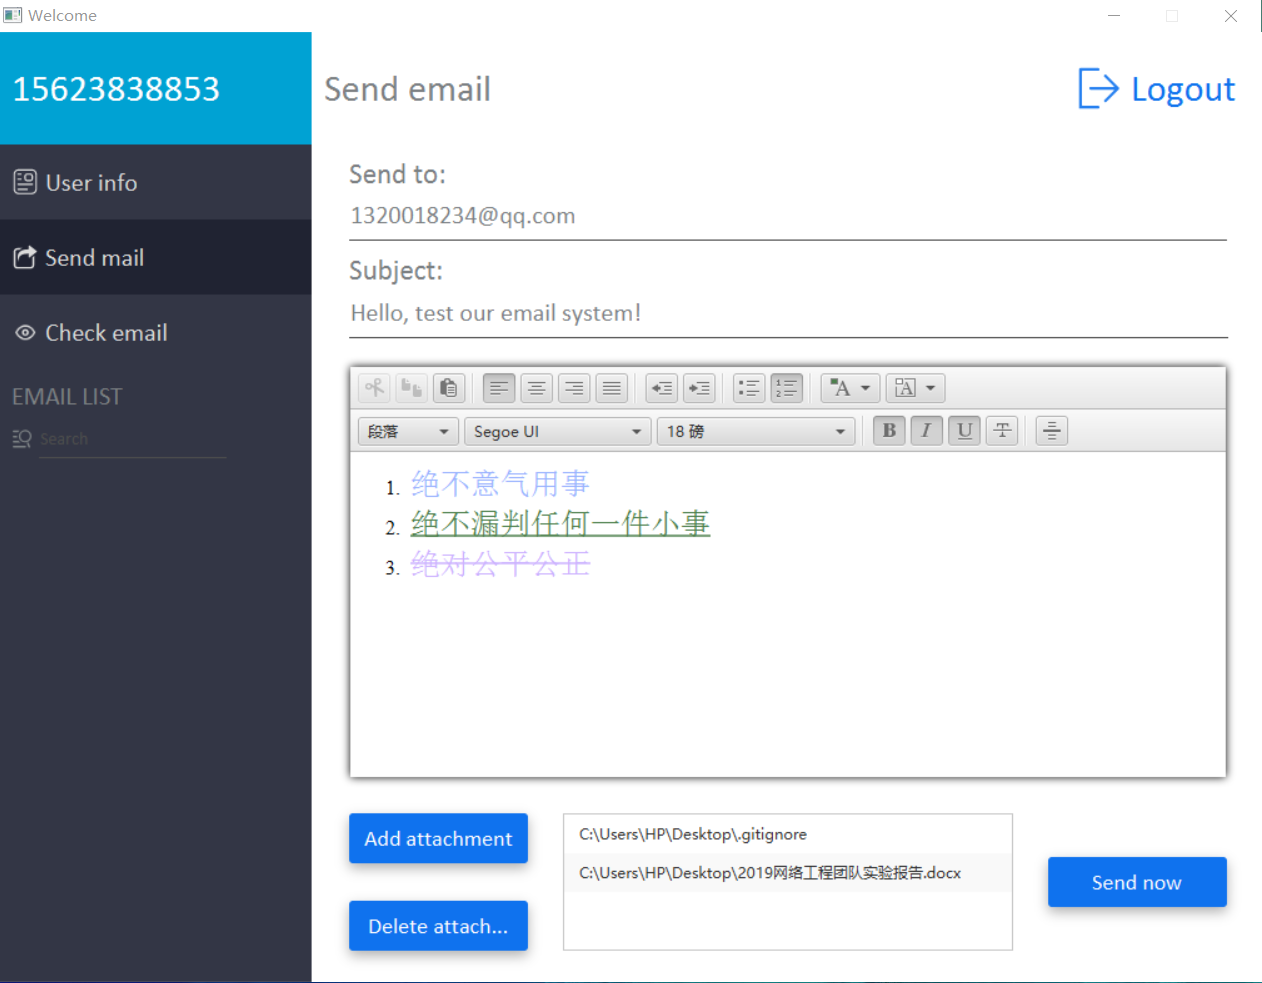 Welcome
15623838853
Send email
Logout
User info
Send mail
Check email
EMAIL LIST
Search
Send to:
1320018234@qq.com
Subject:
Hello, test our email system!
A A
段落 Segoe UI 18 磅 B I U T
1. 绝不意气用事
2. 绝不漏判任何一件小事
3. 绝对公平公正
Add attachment
Delete attach...
C:\Users\HP\Desktop\.gitignore
C:\Users\HP\Desktop\2019网络工程团队实验报告.docx
Send now